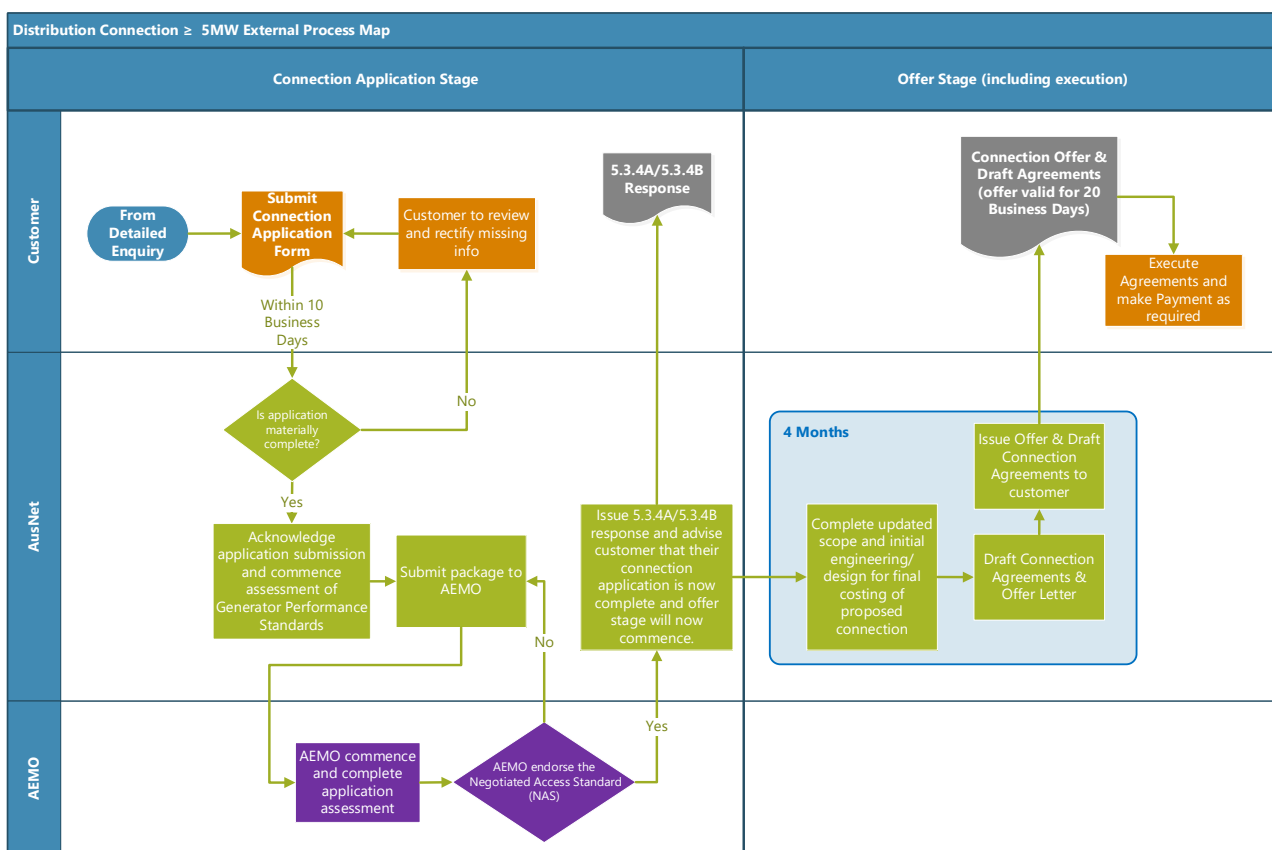 Distribution Connection ≥ 5MW External Process Map
Connection Application Stage
Offer Stage (including execution)
Customer
From
Detailed
Enquiry
Submit
Connection
Application
Form
Customer to review
and rectify missing
info
5.3.4A/5.3.4B
Response
Connection Offer &
Draft Agreements
(offer valid for 20
Business Days)
Execute
Agreements and
make Payment as
required
Within 10
Business
Days
AusNet
Is application
materially
complete?
No
Yes
Acknowledge
application submission
and commence
assessment of
Generator Performance
Standards
Submit package to
AEMO
No
Issue 5.3.4A/5.3.4B
response and advise
customer that their
connection
application is now
complete and offer
stage will now
commence.
4 Months
Complete updated
scope and initial
engineering/
design for final
costing of
proposed
connection
Draft Connection
Agreements &
Offer Letter
Issue Offer & Draft
Connection
Agreements to
customer
AEMO
AEMO commence
and complete
application
assessment
AEMO endorse the
Negotiated Access Standard
(NAS)
Yes